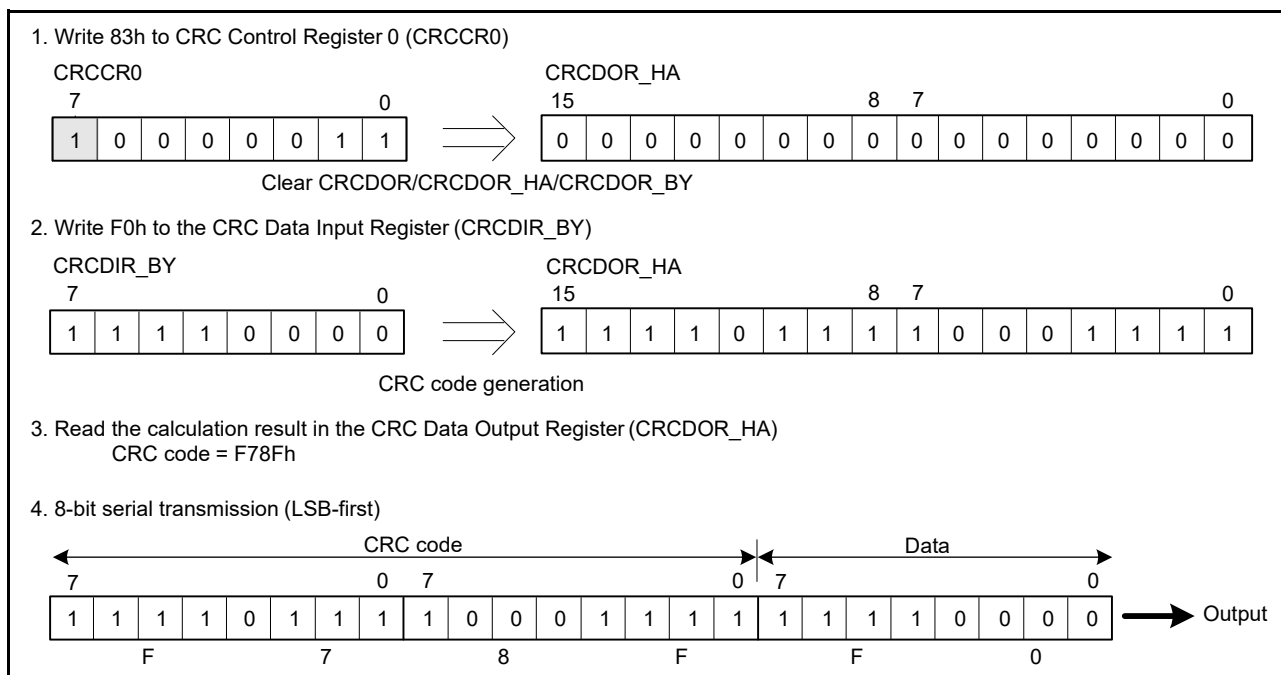 1. Write 83h to CRC Control Register 0 (CRCCR0)
CRCCR0 CRCDOR_HA
7 0 15 8 7 0
1 0 0 0 0 0 1 1 0 0 0 0 0 0 0 0 0 0 0 0 0 0 0 0
Clear CRCDOR/CRCDOR_HA/CRCDOR_BY
2. Write F0h to the CRC Data Input Register (CRCDIR_BY)
CRCDIR_BY CRCDOR_HA
7 0 15 8 7 0
1 1 1 1 0 0 0 0 1 1 1 1 0 1 1 1 1 0 0 0 1 1 1 1
CRC code generation
3. Read the calculation result in the CRC Data Output Register (CRCDOR_HA)
CRC code = F78Fh
4. 8-bit serial transmission (LSB-first)
CRC code Data
7 0 7 0 7 0
1 1 1 1 0 1 1 1 1 0 0 0 1 1 1 1 1 1 1 1 0 0 0 0 Output
F 7 8 F F 0